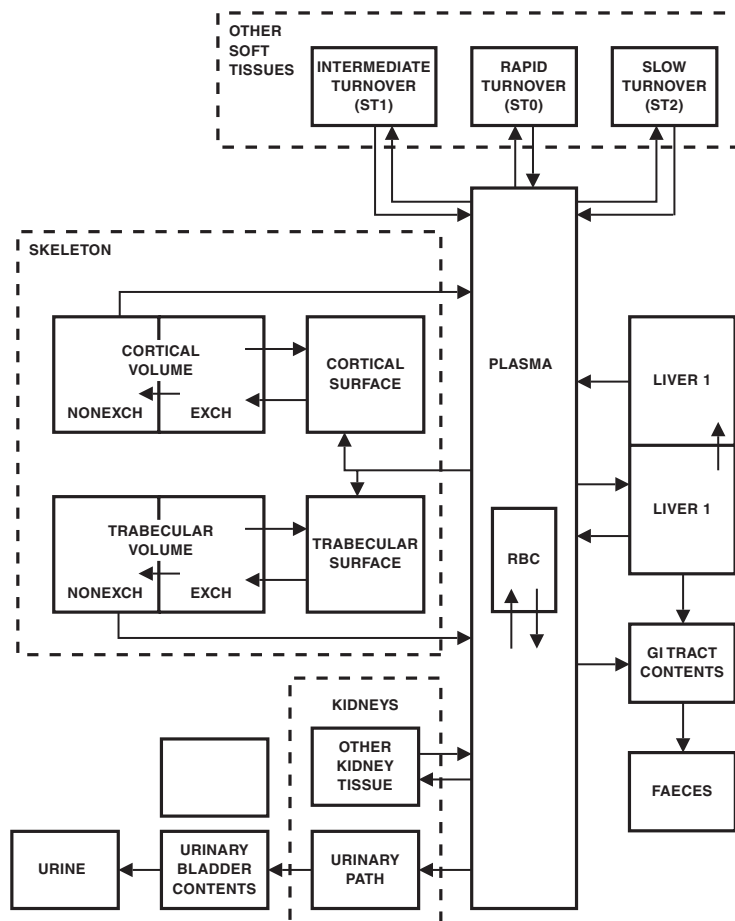 OTHER
SOFT
TISSUES
INTERMEDIATE
TURNOVER
(ST1)
RAPID
TURNOVER
(ST0)
SLOW
TURNOVER
(ST2)
SKELETON
CORTICAL
VOLUME
NONEXCH
EXCH
CORTICAL
SURFACE
PLASMA
LIVER 1
TRABECULAR
VOLUME
NONEXCH
EXCH
TRABECULAR
SURFACE
RBC
LIVER 1
GI TRACT
CONTENTS
KIDNEYS
OTHER
KIDNEY
TISSUE
FAECES
URINE
URINARY
BLADDER
CONTENTS
URINARY
PATH